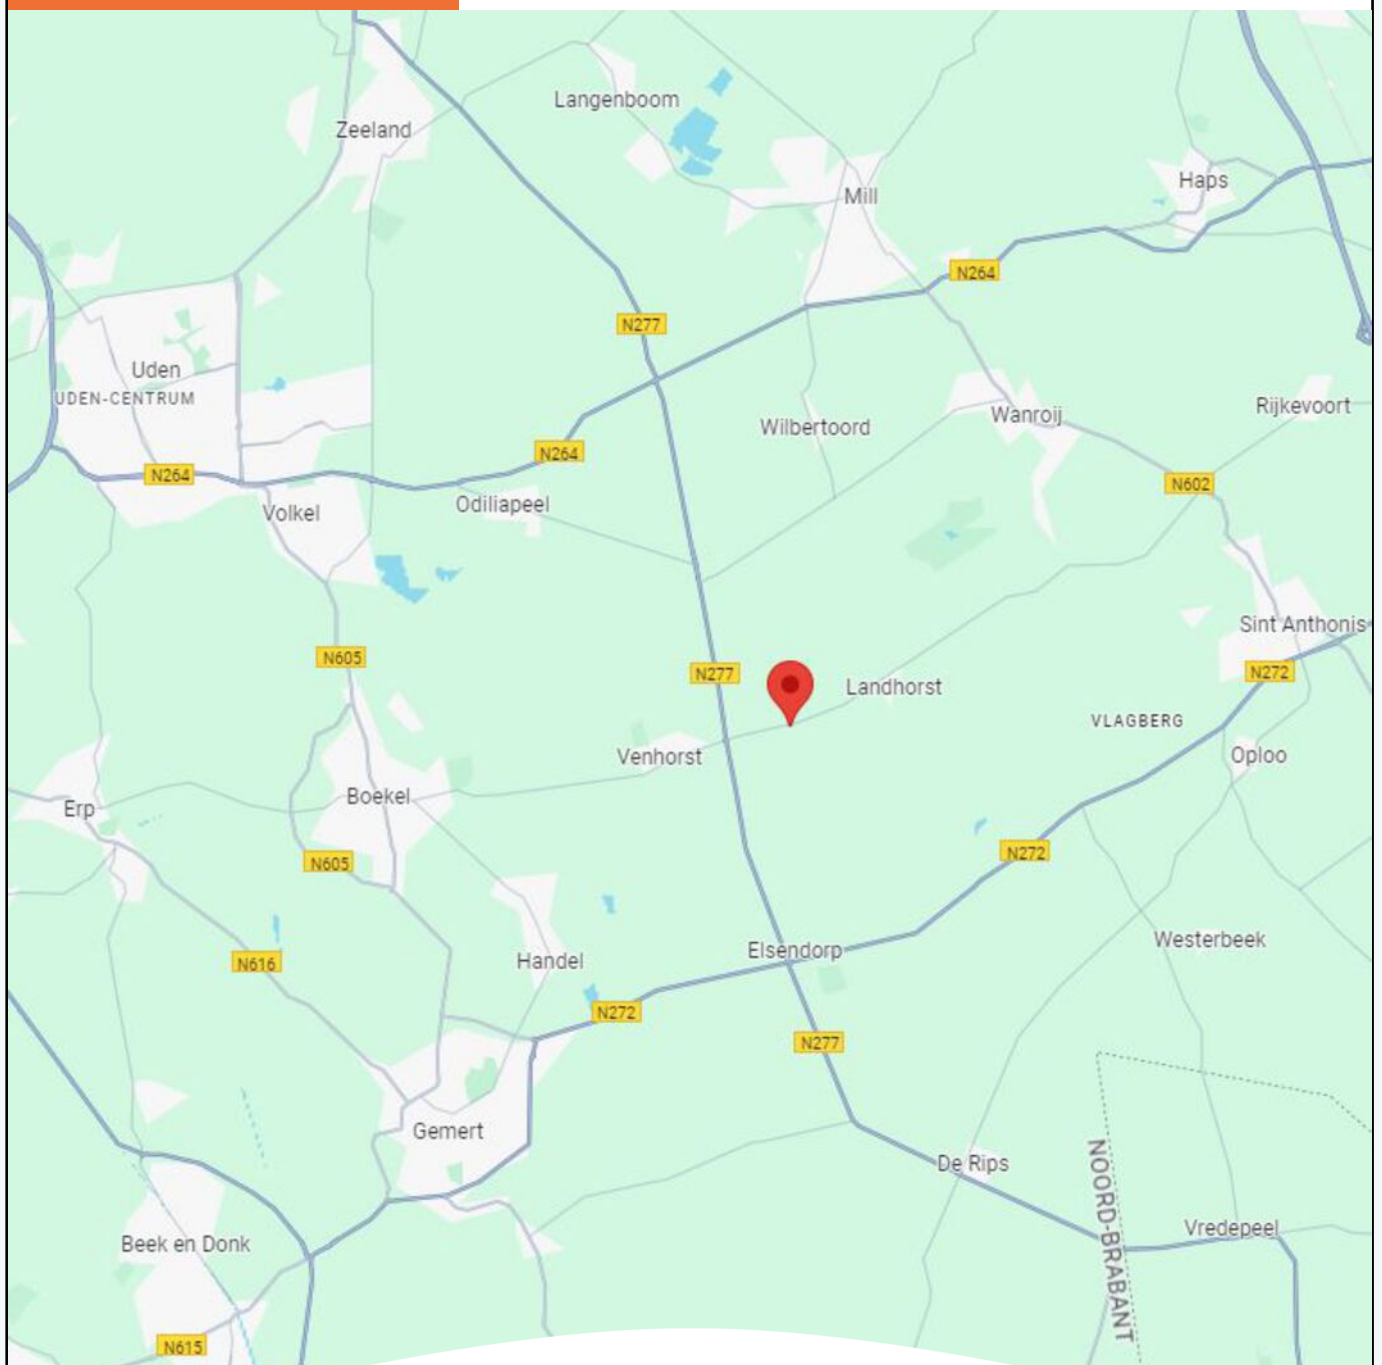 Langenboom
Zeeland
Haps
Mill
N264
N277
Uden
UDEN-CENTRUM
Rijkevoort
Wanroij
Wilbertoord
N264
N264
N602
Odiliapeel
Volkel
Sint Anthonis
N605
N277
N272
Landhorst
VLAGBERG
Venhorst
Oploo
Boekel
Erp
N272
N605
Westerbeek
Elsendorp
N616
Handel
N272
N277
Gemert
De Rips
NOORD-BRABANT
Vredepeel
Beek en Donk
N615